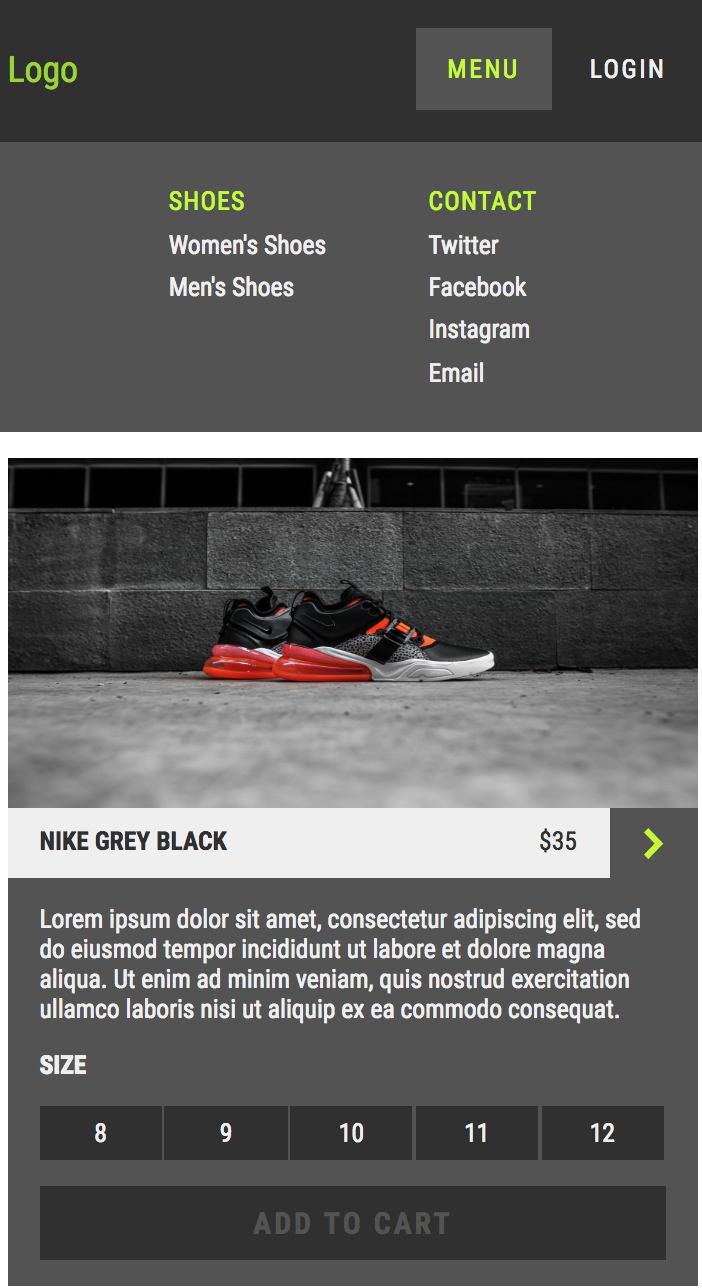 Logo
MENU
LOGIN
SHOES
Women's Shoes
Men's Shoes
CONTACT
Twitter
Facebook
Instagram
Email
NIKE GREY BLACK
$35
Lorem ipsum dolor sit amet, consectetur adipiscing elit, sed
do eiusmod tempor incididunt ut labore et dolore magna
aliqua. Ut enim ad minim veniam, quis nostrud exercitation
ullamco laboris nisi ut aliquip ex ea commodo consequat.
SIZE
8 9 10 11 12
ADD TO CART